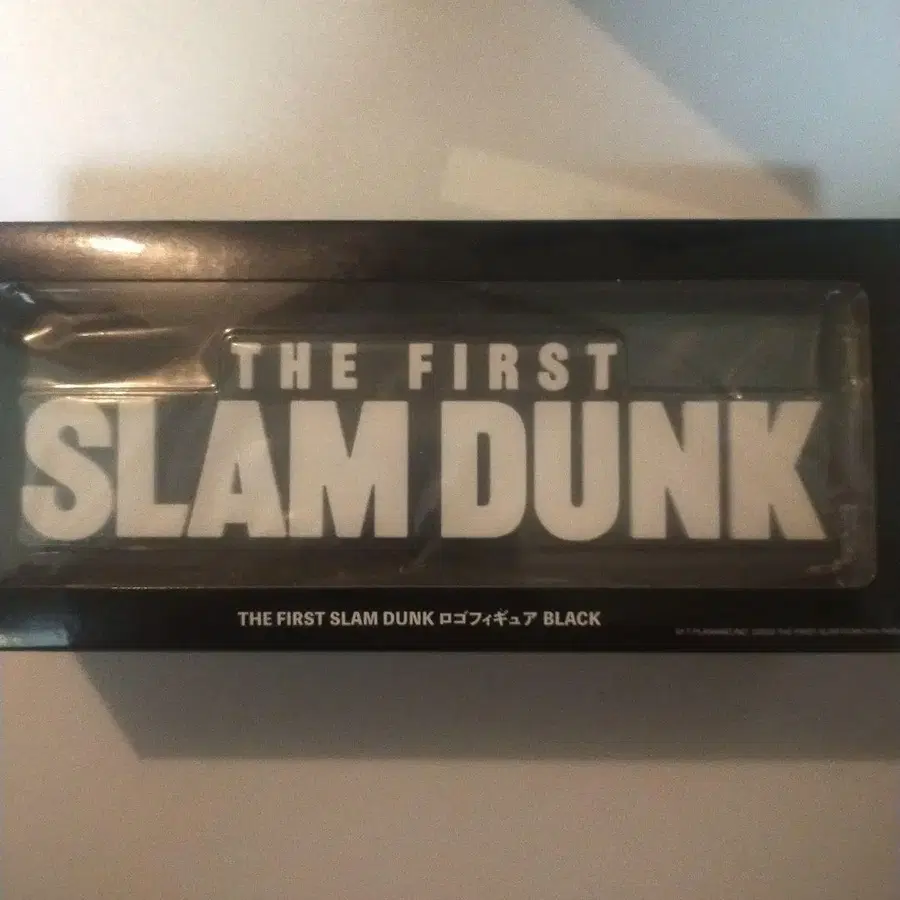 THE FIRST
SLAM DUNK
THE FIRST SLAM DUNK ロゴフィギュア BLACK